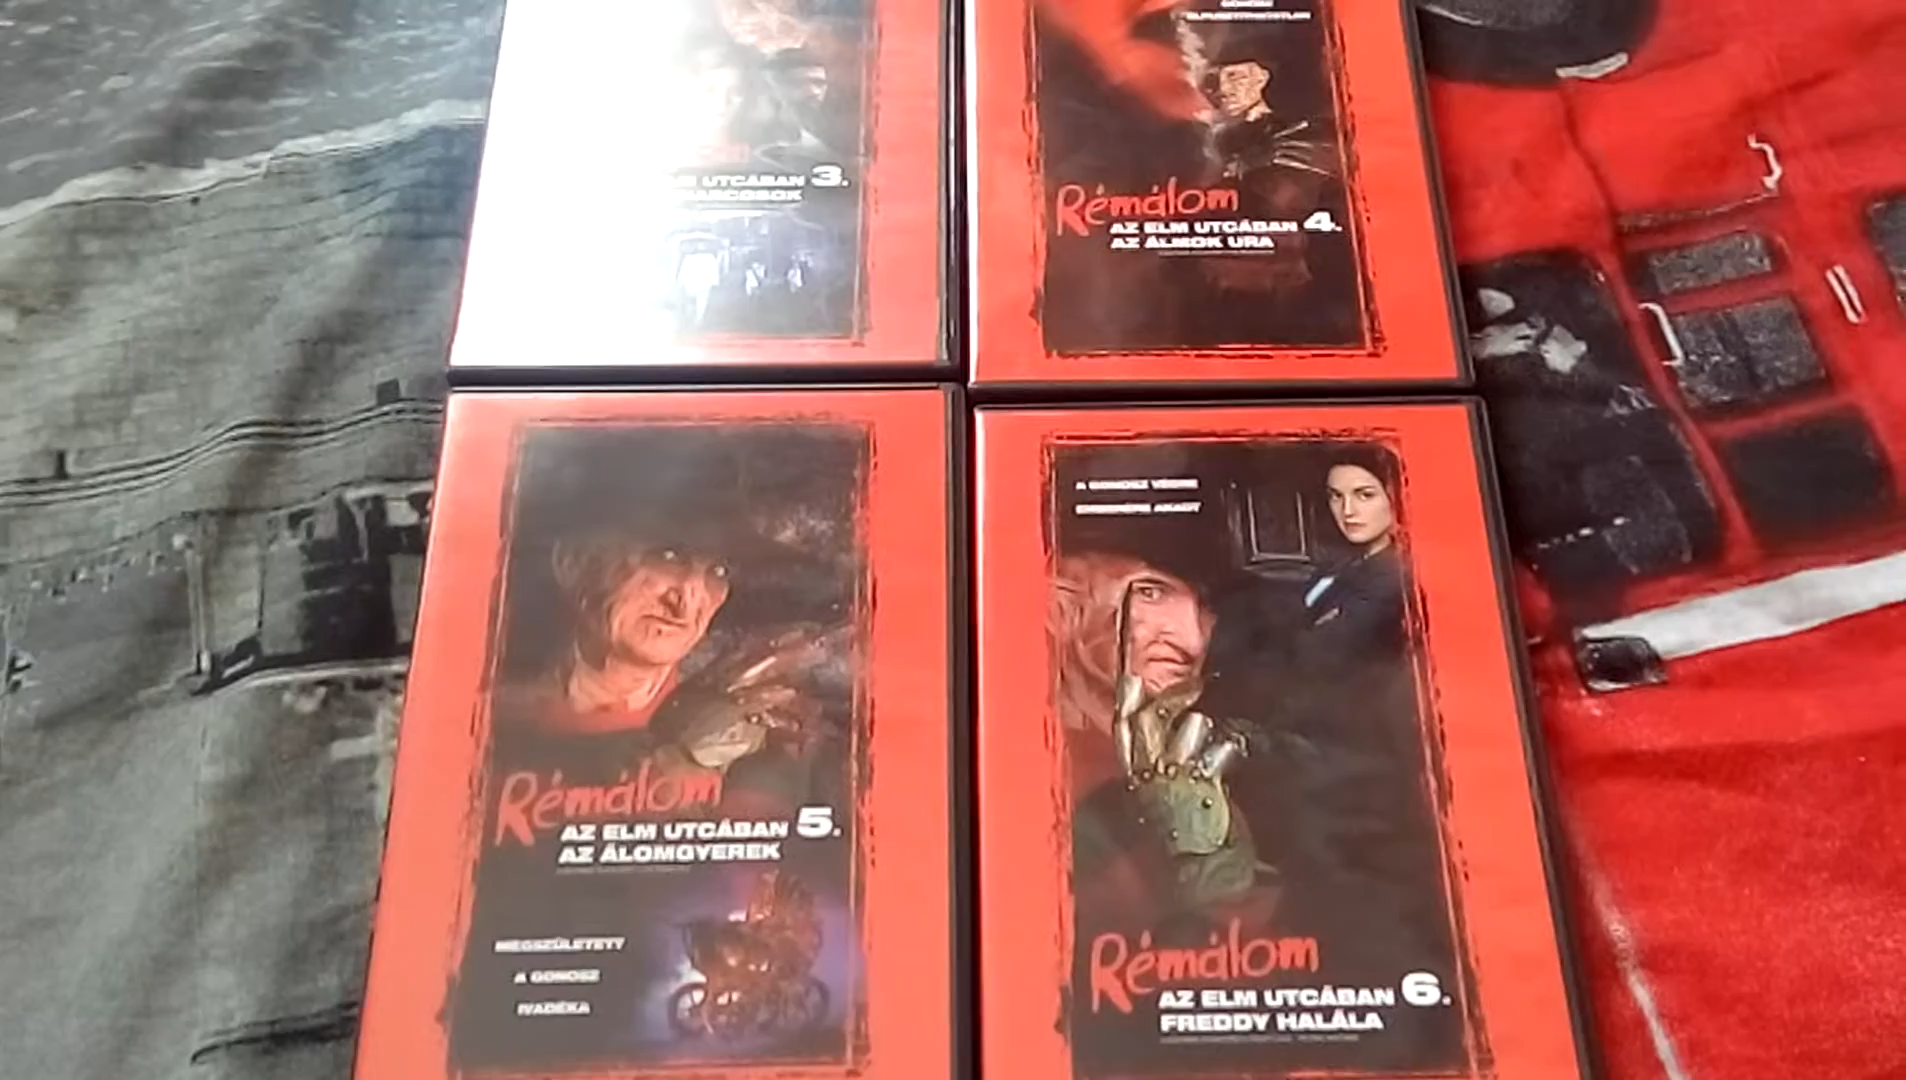 UTCÁBAN 3.
Rémálom
AZ ELM UTCÁBAN 4.
AZ ÁLMOK URA
Rémálom
AZ ELM UTCÁBAN 5.
AZ ÁLOMGYEREK
MEGSZÜLETETT
A GONOSZ
IVADÉKA
A GONOSZ VÉGRE
EMBERÉRE AKADT
Rémálom
AZ ELM UTCÁBAN 6.
FREDDY HALÁLA